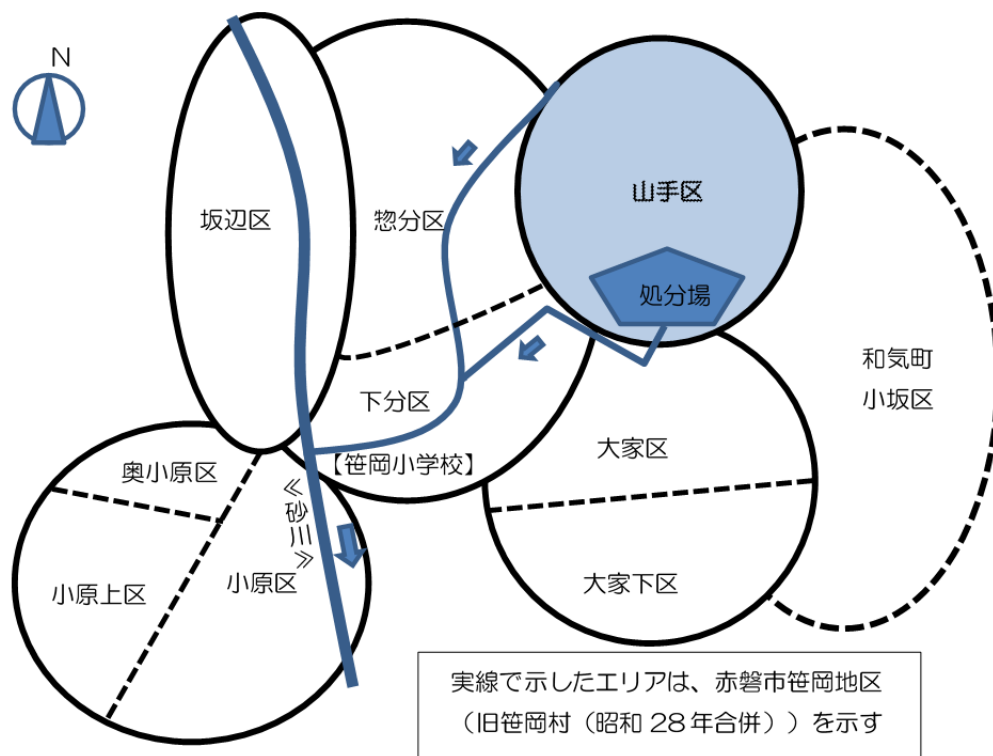 N
坂辺区
惣分区
山手区
処分場
和気町
小坂区
下分区
【笹岡小学校】
大家区
奥小原区
≪砂川≫
小原上区
小原区
大家下区
実線で示したエリアは、赤磐市笹岡地区
（旧笹岡村（昭和 28 年合併））を示す